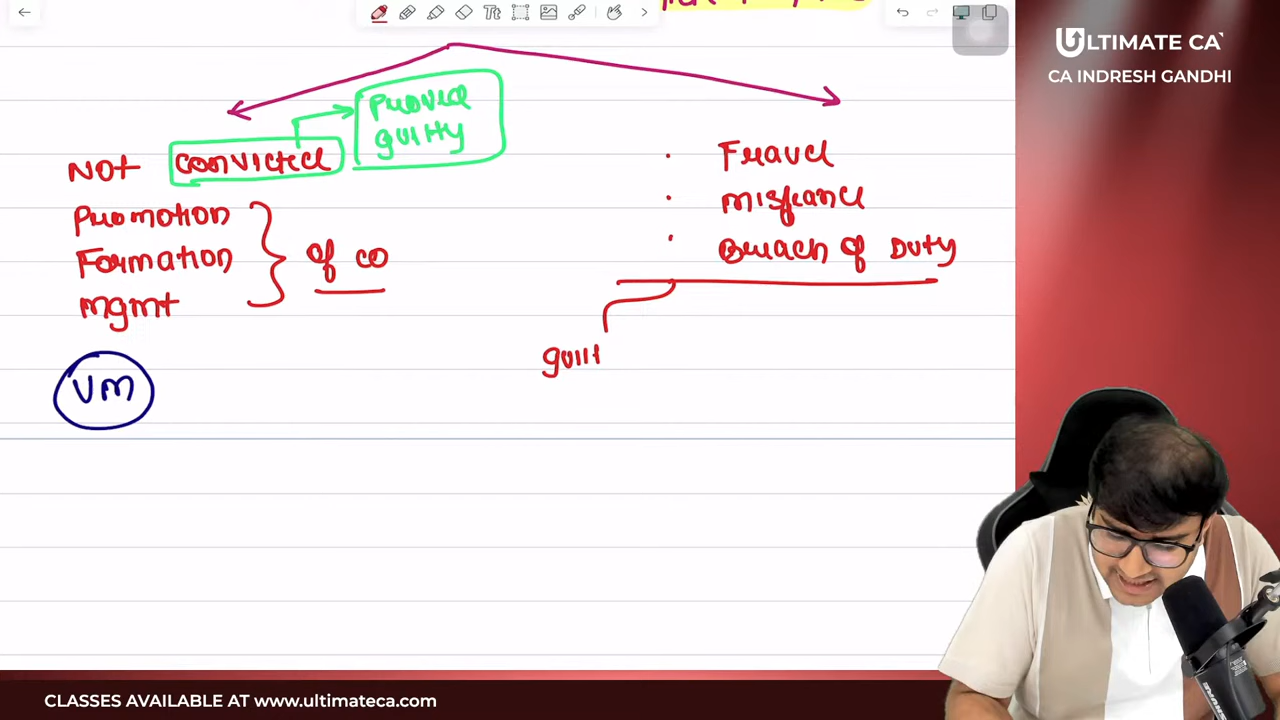 Tt
ULTIMATE CA
CA INDRESH GANDHI
Proved
guilty
NOT convicted
Promotion
Formation
mgmt
of co
Fraud
misfeance
Breach of Duty
guilt
VM
CLASSES AVAILABLE AT www.ultimateca.com